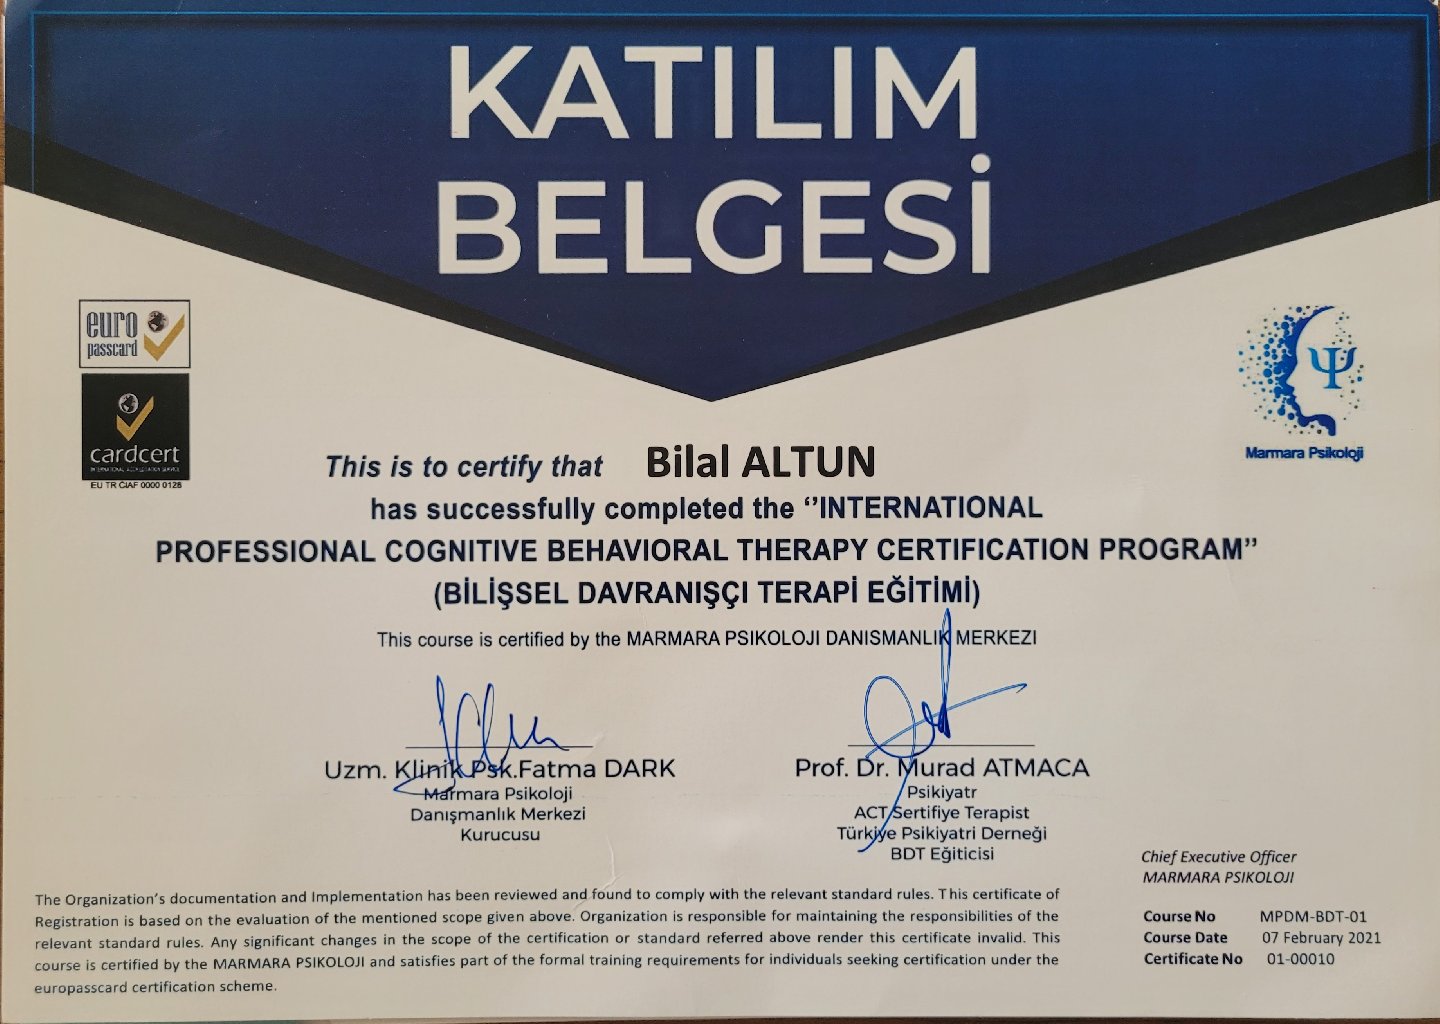 KATILIM
BELGESİ
euro
passcard
cardcert
INTERNATIONAL ACCREDITATION SERVICE
EU TR CIAF 0000 0128
Ψ
Marmara Psikoloji
This is to certify that Bilal ALTUN
has successfully completed the ‘’INTERNATIONAL
PROFESSIONAL COGNITIVE BEHAVIORAL THERAPY CERTIFICATION PROGRAM’’
(BİLİŞSEL DAVRANIŞÇI TERAPİ EĞİTİMİ)
This course is certified by the MARMARA PSIKOLOJI DANISMANLIK MERKEZI
Uzm. Klinik Psk.Fatma DARK
Marmara Psikoloji
Danışmanlık Merkezi
Kurucusu
Prof. Dr. Murad ATMACA
Psikiyatr
ACT Sertifiye Terapist
Türkiye Psikiyatri Derneği
BDT Eğiticisi
Chief Executive Officer
MARMARA PSIKOLOJI
The Organization’s documentation and Implementation has been reviewed and found to comply with the relevant standard rules. This certificate of
Registration is based on the evaluation of the mentioned scope given above. Organization is responsible for maintaining the responsibilities of the
relevant standard rules. Any significant changes in the scope of the certification or standard referred above render this certificate invalid. This
course is certified by the MARMARA PSIKOLOJI and satisfies part of the formal training requirements for individuals seeking certification under the
europasscard certification scheme.
Course No MPDM-BDT-01
Course Date 07 February 2021
Certificate No 01-00010